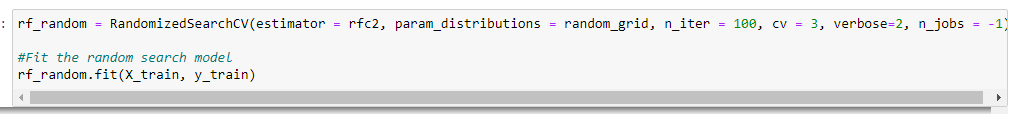 : rf_random = RandomizedSearchCV(estimator = rfc2, param_distributions = random_grid, n_iter = 100, cv = 3, verbose=2, n_jobs = -1)
#Fit the random search model
rf_random.fit(X_train, y_train)